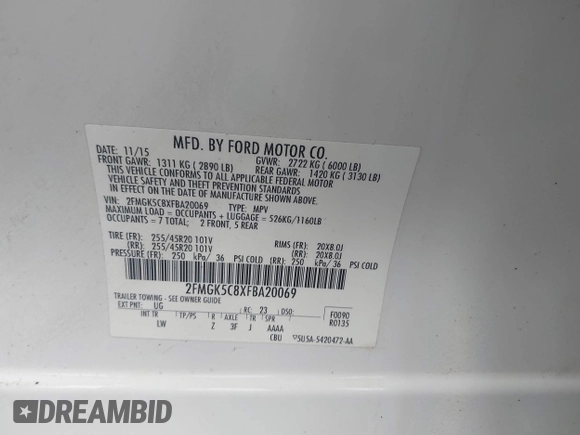 MFD. BY FORD MOTOR CO.
DATE: 11/15 GVWR: 2722 KG ( 6000 LB)
FRONT GAWR: 1311 KG ( 2890 LB) REAR GAWR: 1420 KG ( 3130 LB)
THIS VEHICLE CONFORMS TO ALL APPLICABLE FEDERAL MOTOR
VEHICLE SAFETY AND THEFT PREVENTION STANDARDS IN
EFFECT ON THE DATE OF MANUFACTURE SHOWN ABOVE.
VIN: 2FMGK5C8XFBA20069 TYPE: MPV
MAXIMUM LOAD = OCCUPANTS + LUGGAGE = 526KG/1160LB
OCCUPANTS = 7 TOTAL; 2 FRONT, 5 REAR
TIRE (FR): 255/45R20 101V RIMS (FR): 20X8.0J
(RR): 255/45R20 101V (RR): 20X8.0J
(FR) 250 kPa/ 36 PSI COLD (RR) 250 kPa/ 36 PSI COLD
2FMGK5C8XFBA20069
TRAILER TOWING - SEE OWNER GUIDE
EXT PNT: UG RC: 23 DSO: F0090
R0135
INT TR TP/PS R AXLE TR SPR
LW Z 3F J AAAA
CBU 5U5A-5420472-AA
DREAMBID